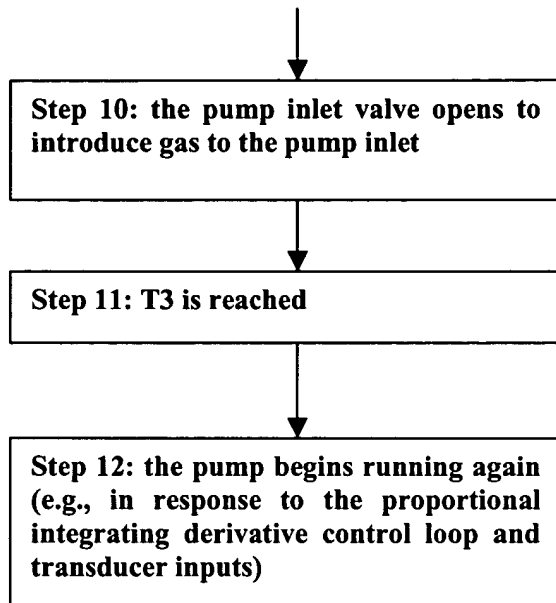 Step 10: the pump inlet valve opens to
introduce gas to the pump inlet
Step 11: T3 is reached
Step 12: the pump begins running again
(e.g., in response to the proportional
integrating derivative control loop and
transducer inputs)